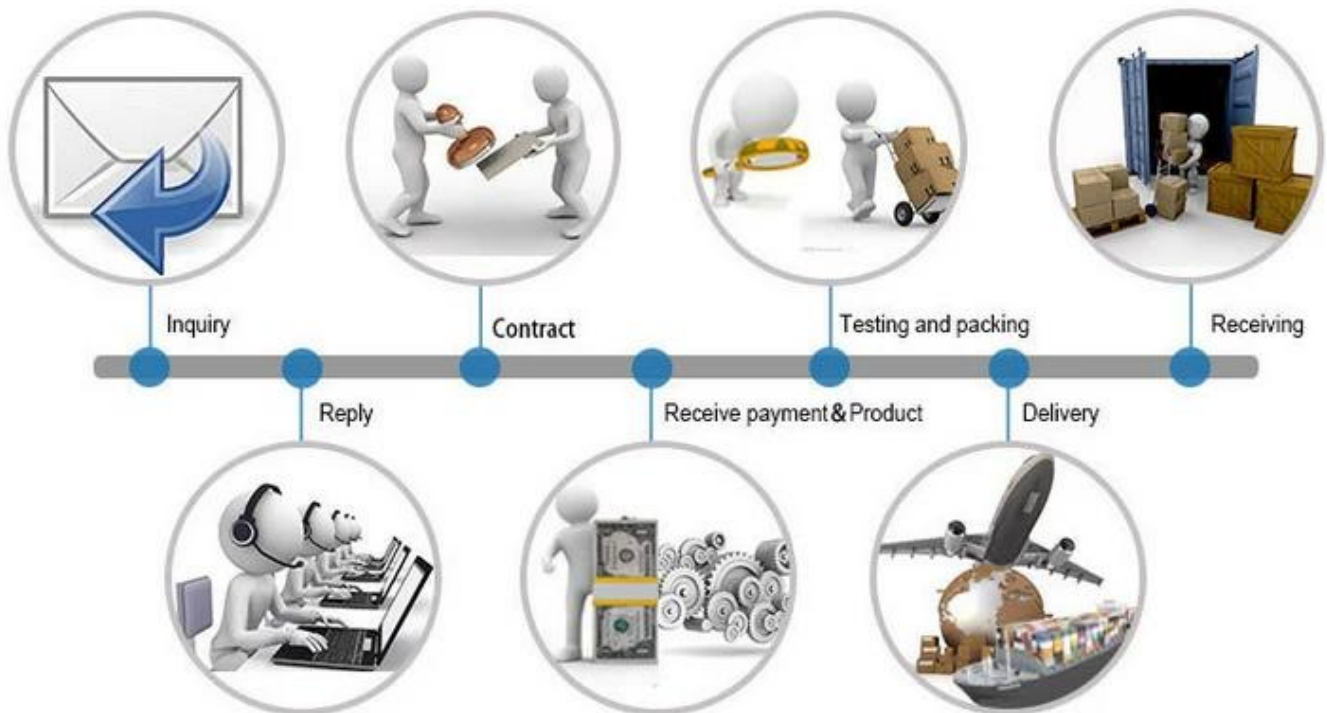 Inquiry
Reply
Contract
Receive payment&Product
Testing and packing
Delivery
Receiving